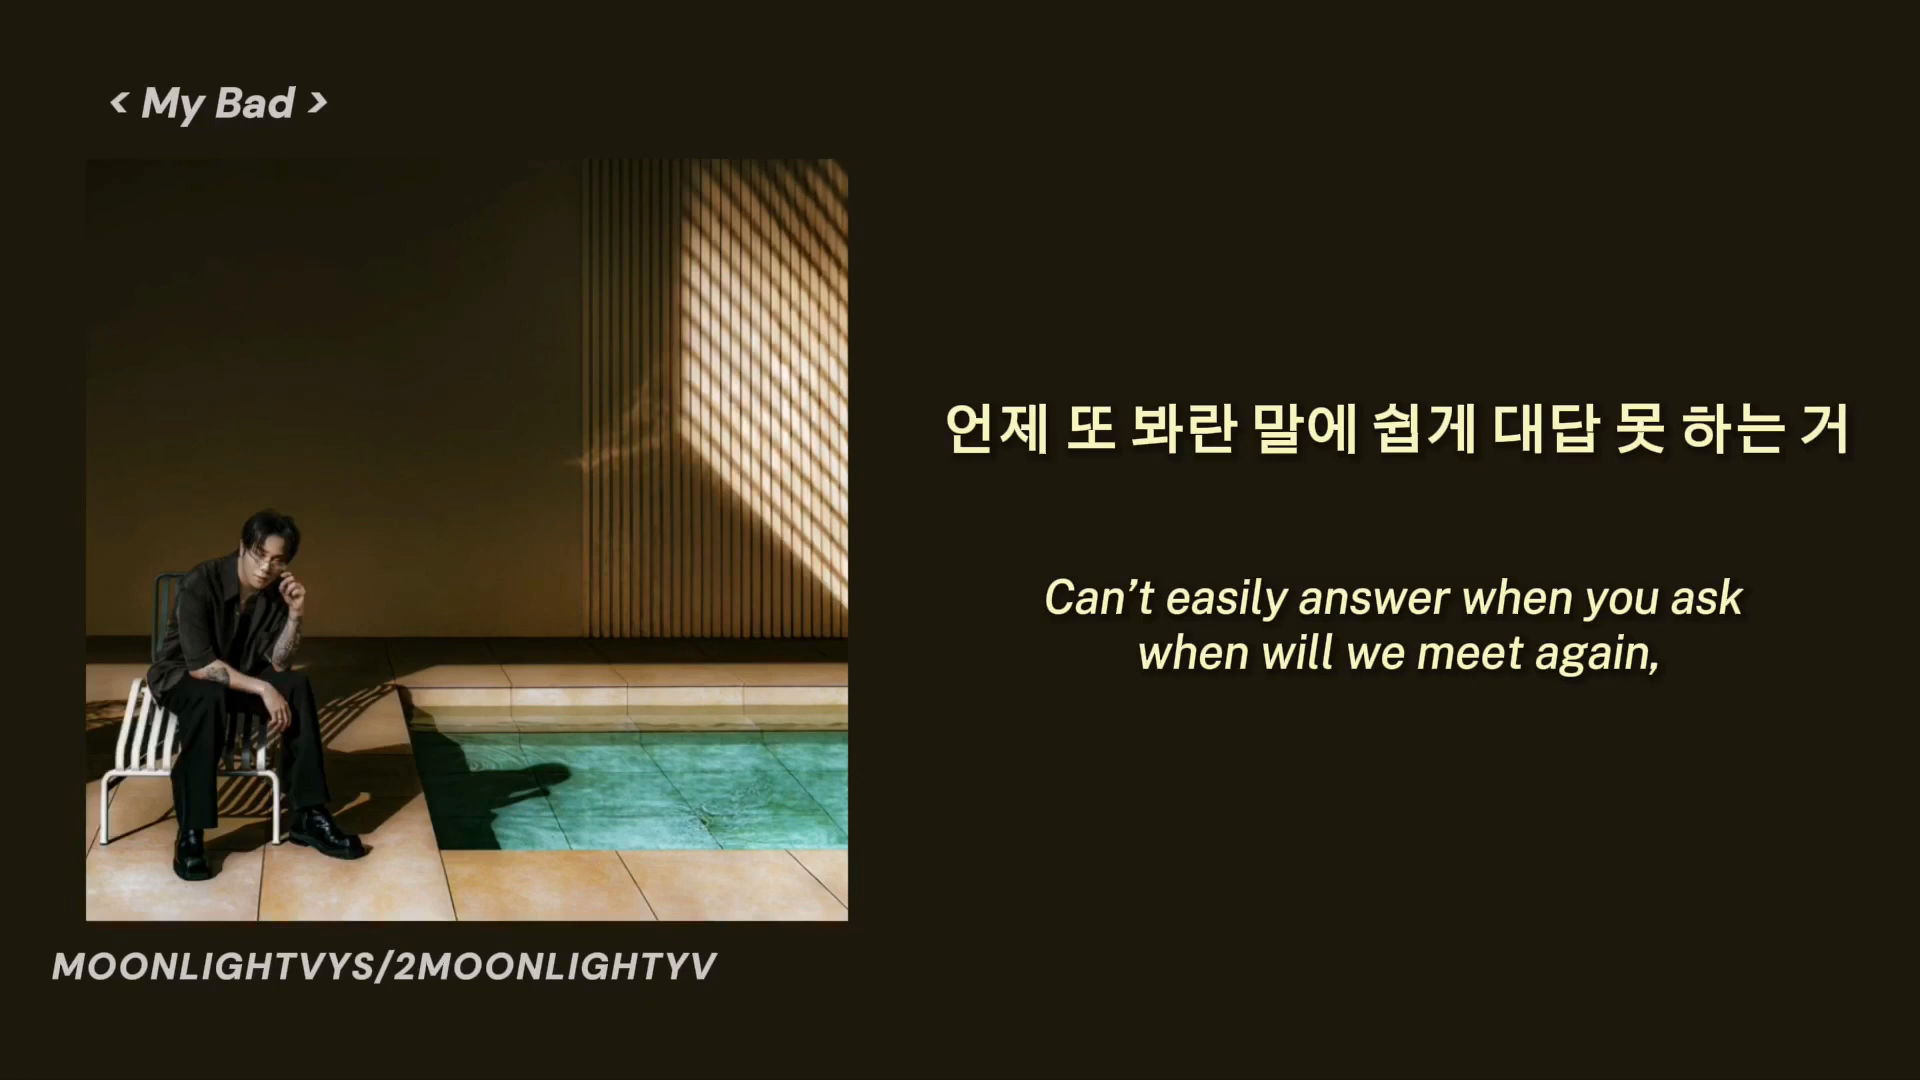 < My Bad >
언제 또 봐란 말에 쉽게 대답 못 하는 거
Can’t easily answer when you ask
when will we meet again,
MOONLIGHTVYS/2MOONLIGHTYV